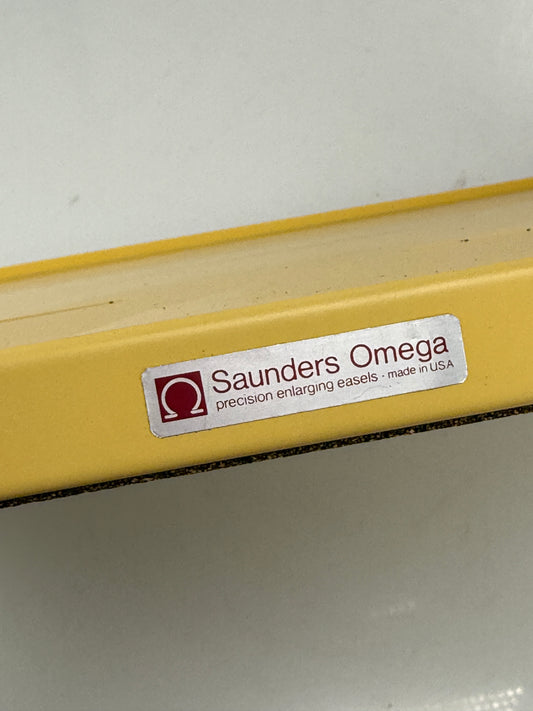 Saunders Omega
precision enlarging easels · made in USA